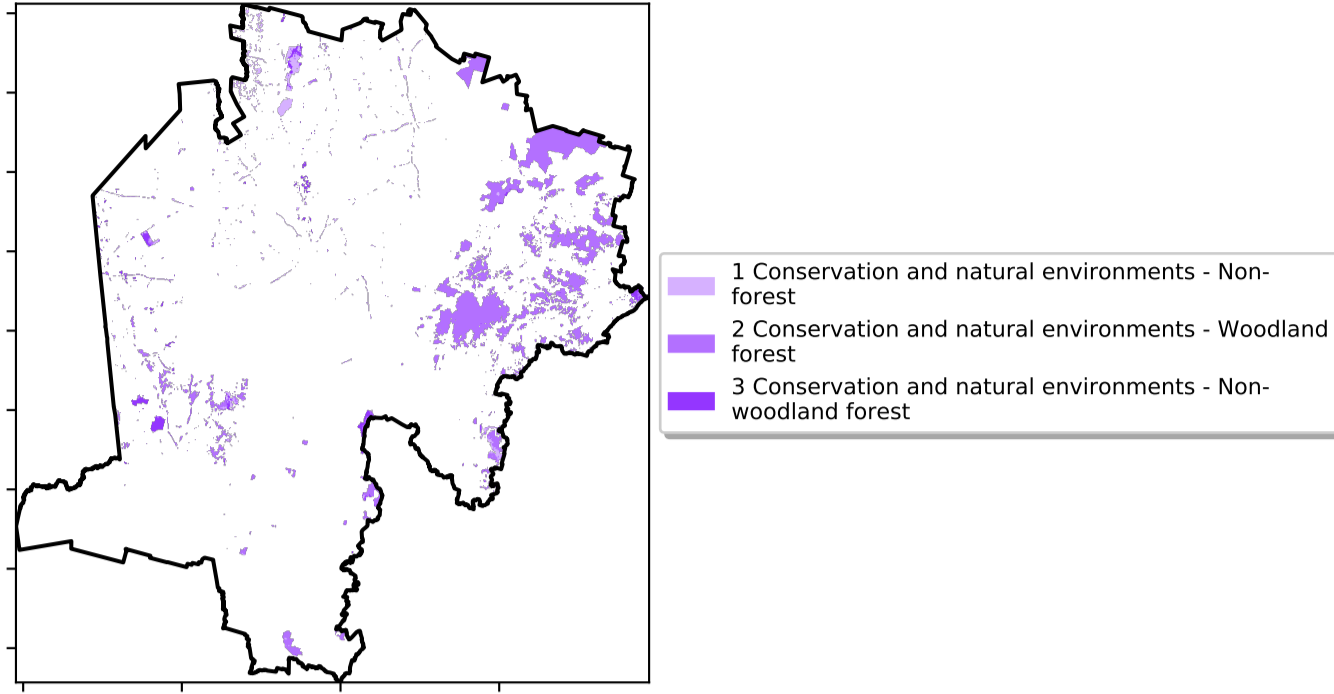 1 Conservation and natural environments - Non-
forest
2 Conservation and natural environments - Woodland
forest
3 Conservation and natural environments - Non-
woodland forest